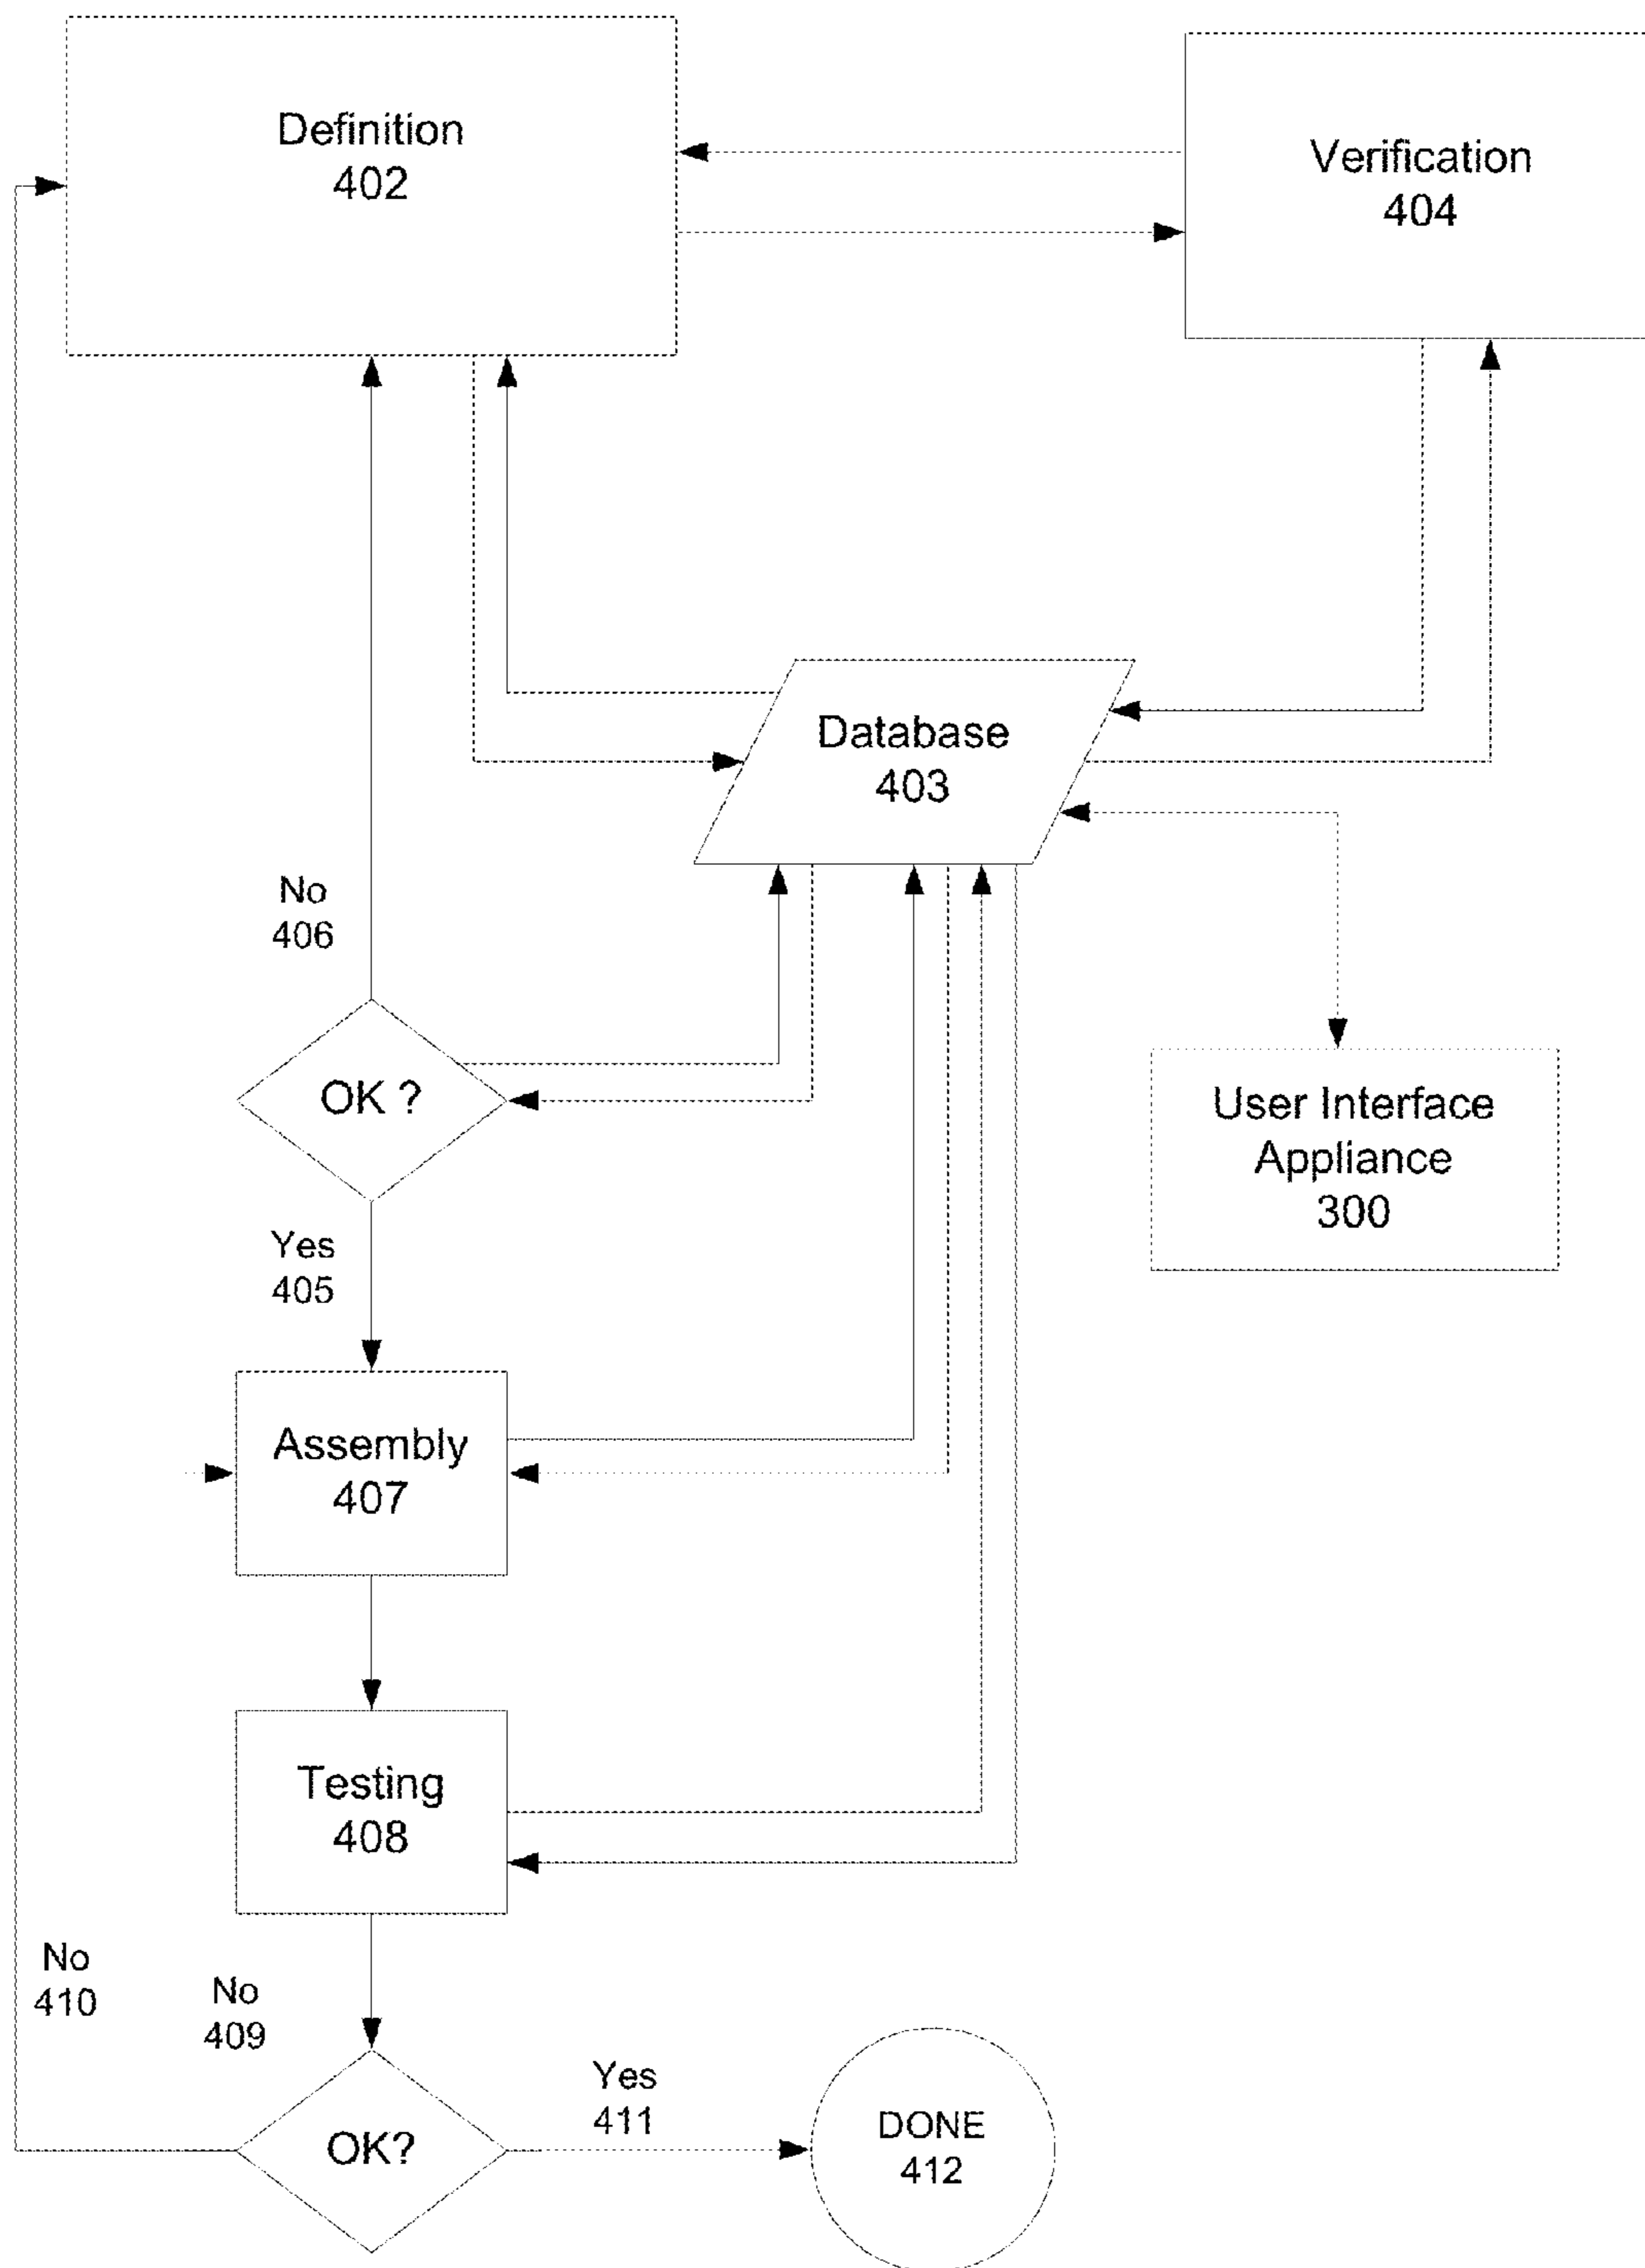 Definition
402
Verification
404
Database
403
No
406
OK ?
User Interface
Appliance
300
Yes
405
Assembly
407
Testing
408
No
410
No
409
Yes
411
OK?
DONE
412